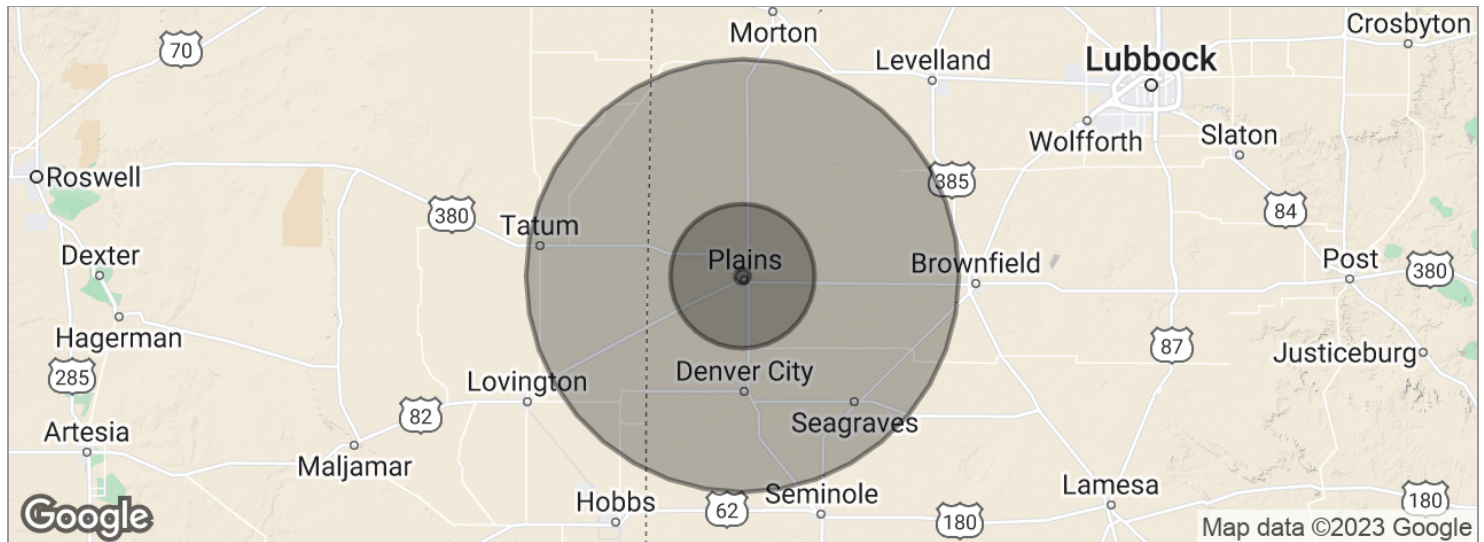 Morton
Crosbyton
70
Levelland
Lubbock
Wolfforth
Slaton
Roswell
385
84
380
Tatum
Dexter
Plains
Brownfield
Post
380
Hagerman
87
Justiceburg
285
Denver City
Lovington
82
Seagraves
Artesia
Maljamar
Hobbs
62
Seminole
180
Lamesa
180
Google
Map data ©2023 Google